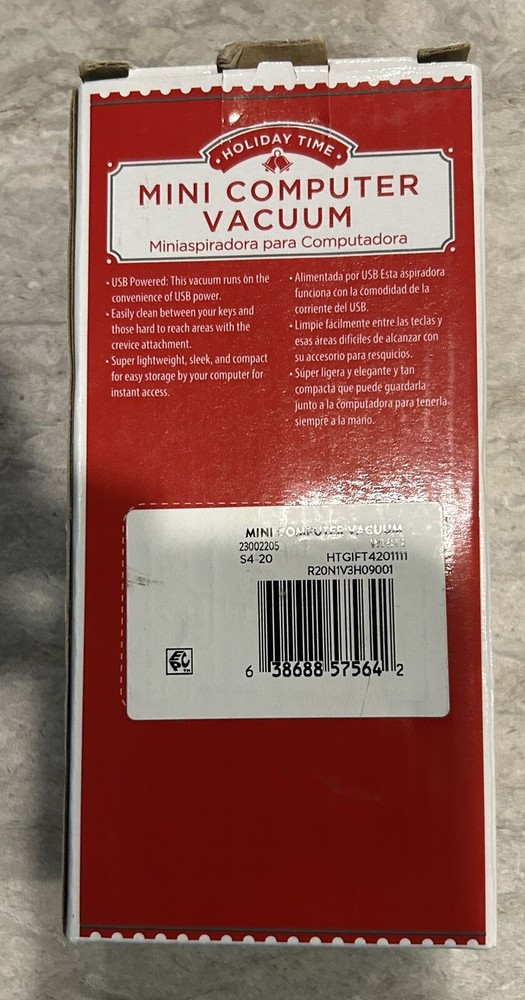 HOLIDAY TIME
MINI COMPUTER
VACUUM
Miniaspiradora para Computadora
• USB Powered: This vacuum runs on the
convenience of USB power.
• Easily clean between your keys and
those hard to reach areas with the
crevice attachment.
• Super lightweight, sleek, and compact
for easy storage by your computer for
instant access.
• Alimentada por USB Esta aspiradora
funciona con la comodidad de la
corriente del USB.
• Limpie fácilmente entre las teclas y
esas áreas difíciles de alcanzar con
su accesorio para resquicios.
• Súper ligera y elegante y tan
compacta que puede guardarla
junto a la computadora para tenerla
siempre a la mano.
MINI COMPUTER VACUUM
23002205
S4 20
HTGIFT4201111
R20N1V3H09001
6 38688 57564 2